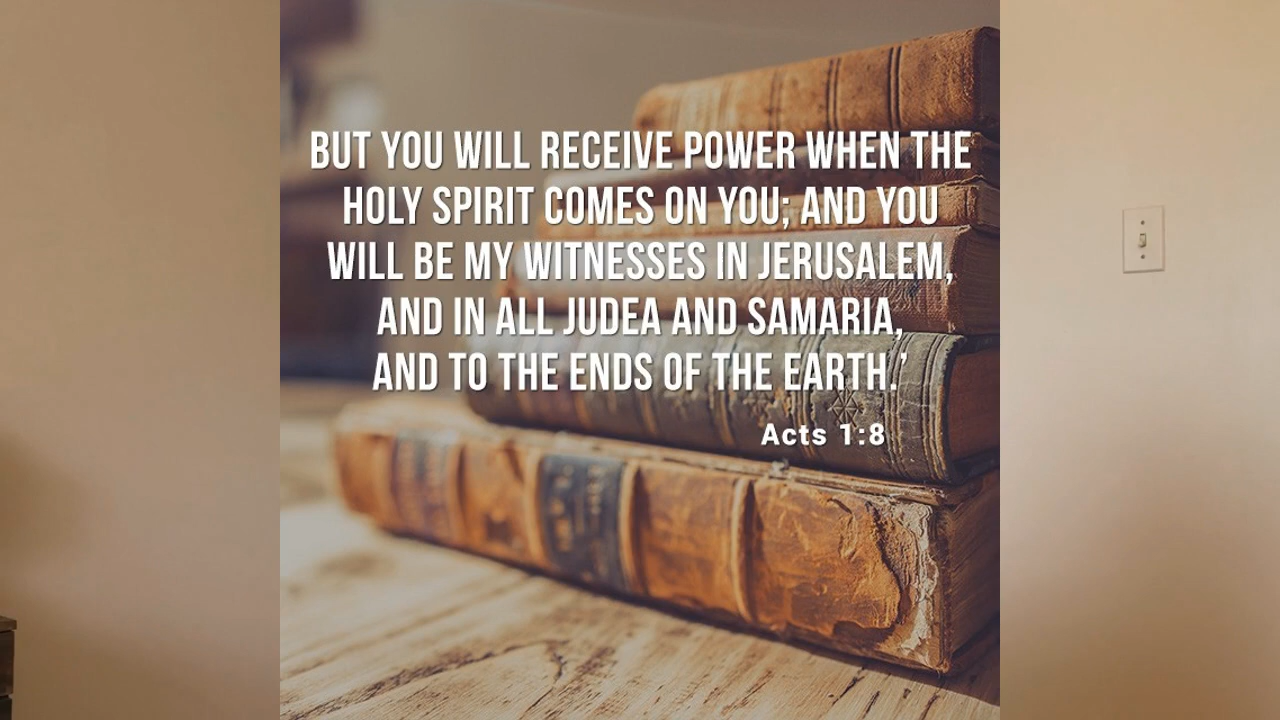 BUT YOU WILL RECEIVE POWER WHEN THE
HOLY SPIRIT COMES ON YOU; AND YOU
WILL BE MY WITNESSES IN JERUSALEM,
AND IN ALL JUDEA AND SAMARIA,
AND TO THE ENDS OF THE EARTH.’
Acts 1:8